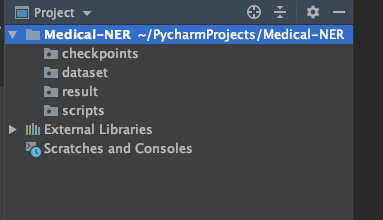 Project
Medical-NER ~/PycharmProjects/Medical-NER
checkpoints
dataset
result
scripts
External Libraries
Scratches and Consoles